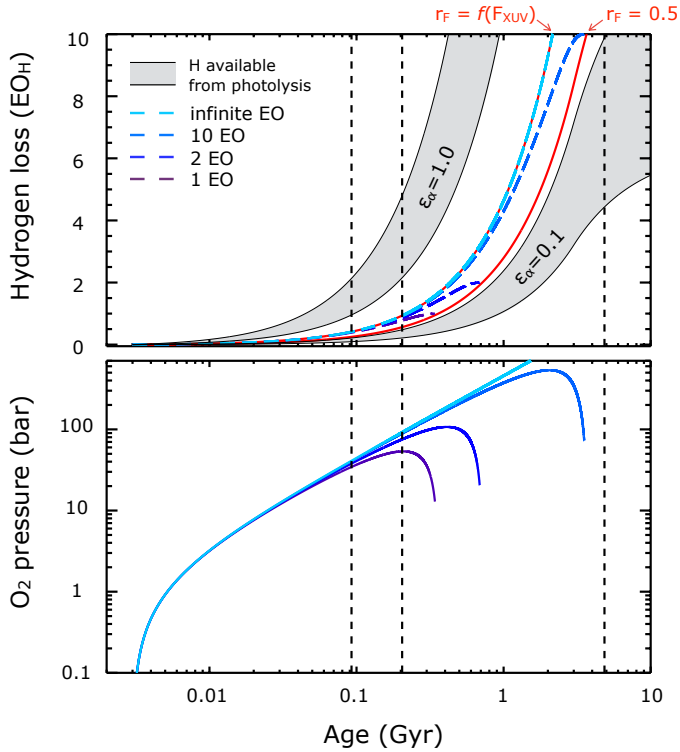 r_F = f(F_XUV) r_F = 0.5
10
8
6
4
2
0
Hydrogen loss (EO_H)
H available
from photolysis
infinite EO
10 EO
2 EO
1 EO
ε_α=1.0
ε_α=0.1
100
10
1
0.1
O_2 pressure (bar)
0.01 0.1 1 10
Age (Gyr)